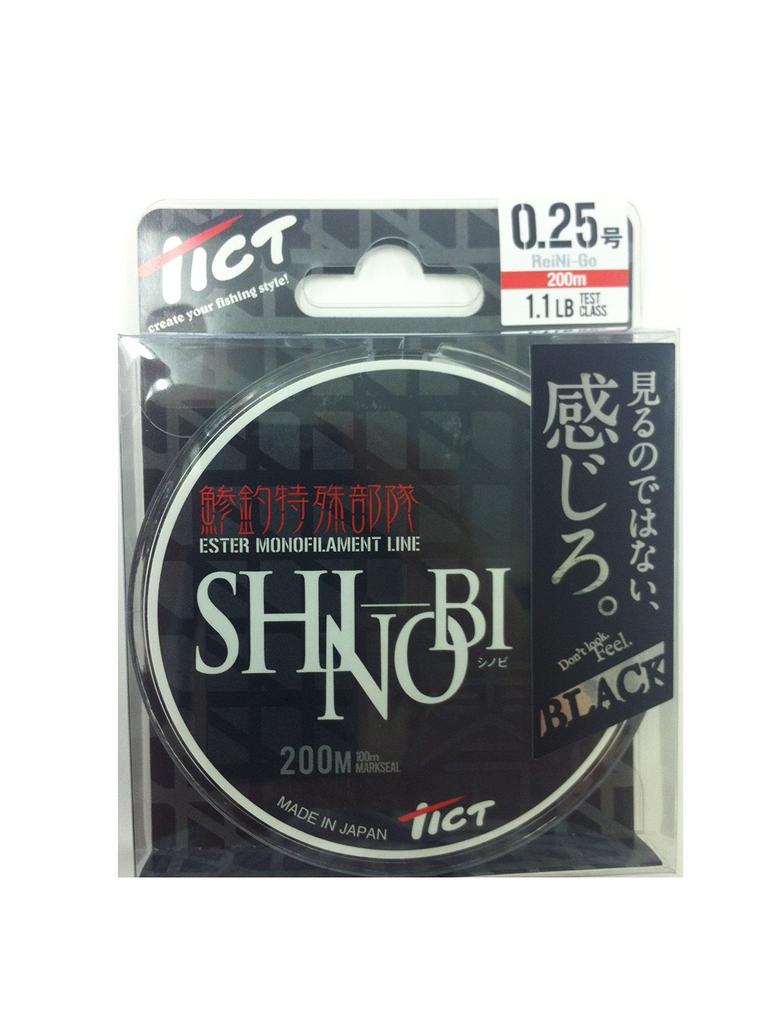 TICT
create your fishing style!
0.25号
ReiNi-Go
200m
1.1 LB TEST CLASS
見るのではない、
感じろ。
Don't look.
Feel.
BLACK
鯵釣特殊部隊
ESTER MONOFILAMENT LINE
SHINOBI
シノビ
200M 100m MARKSEAL
MADE IN JAPAN
TICT